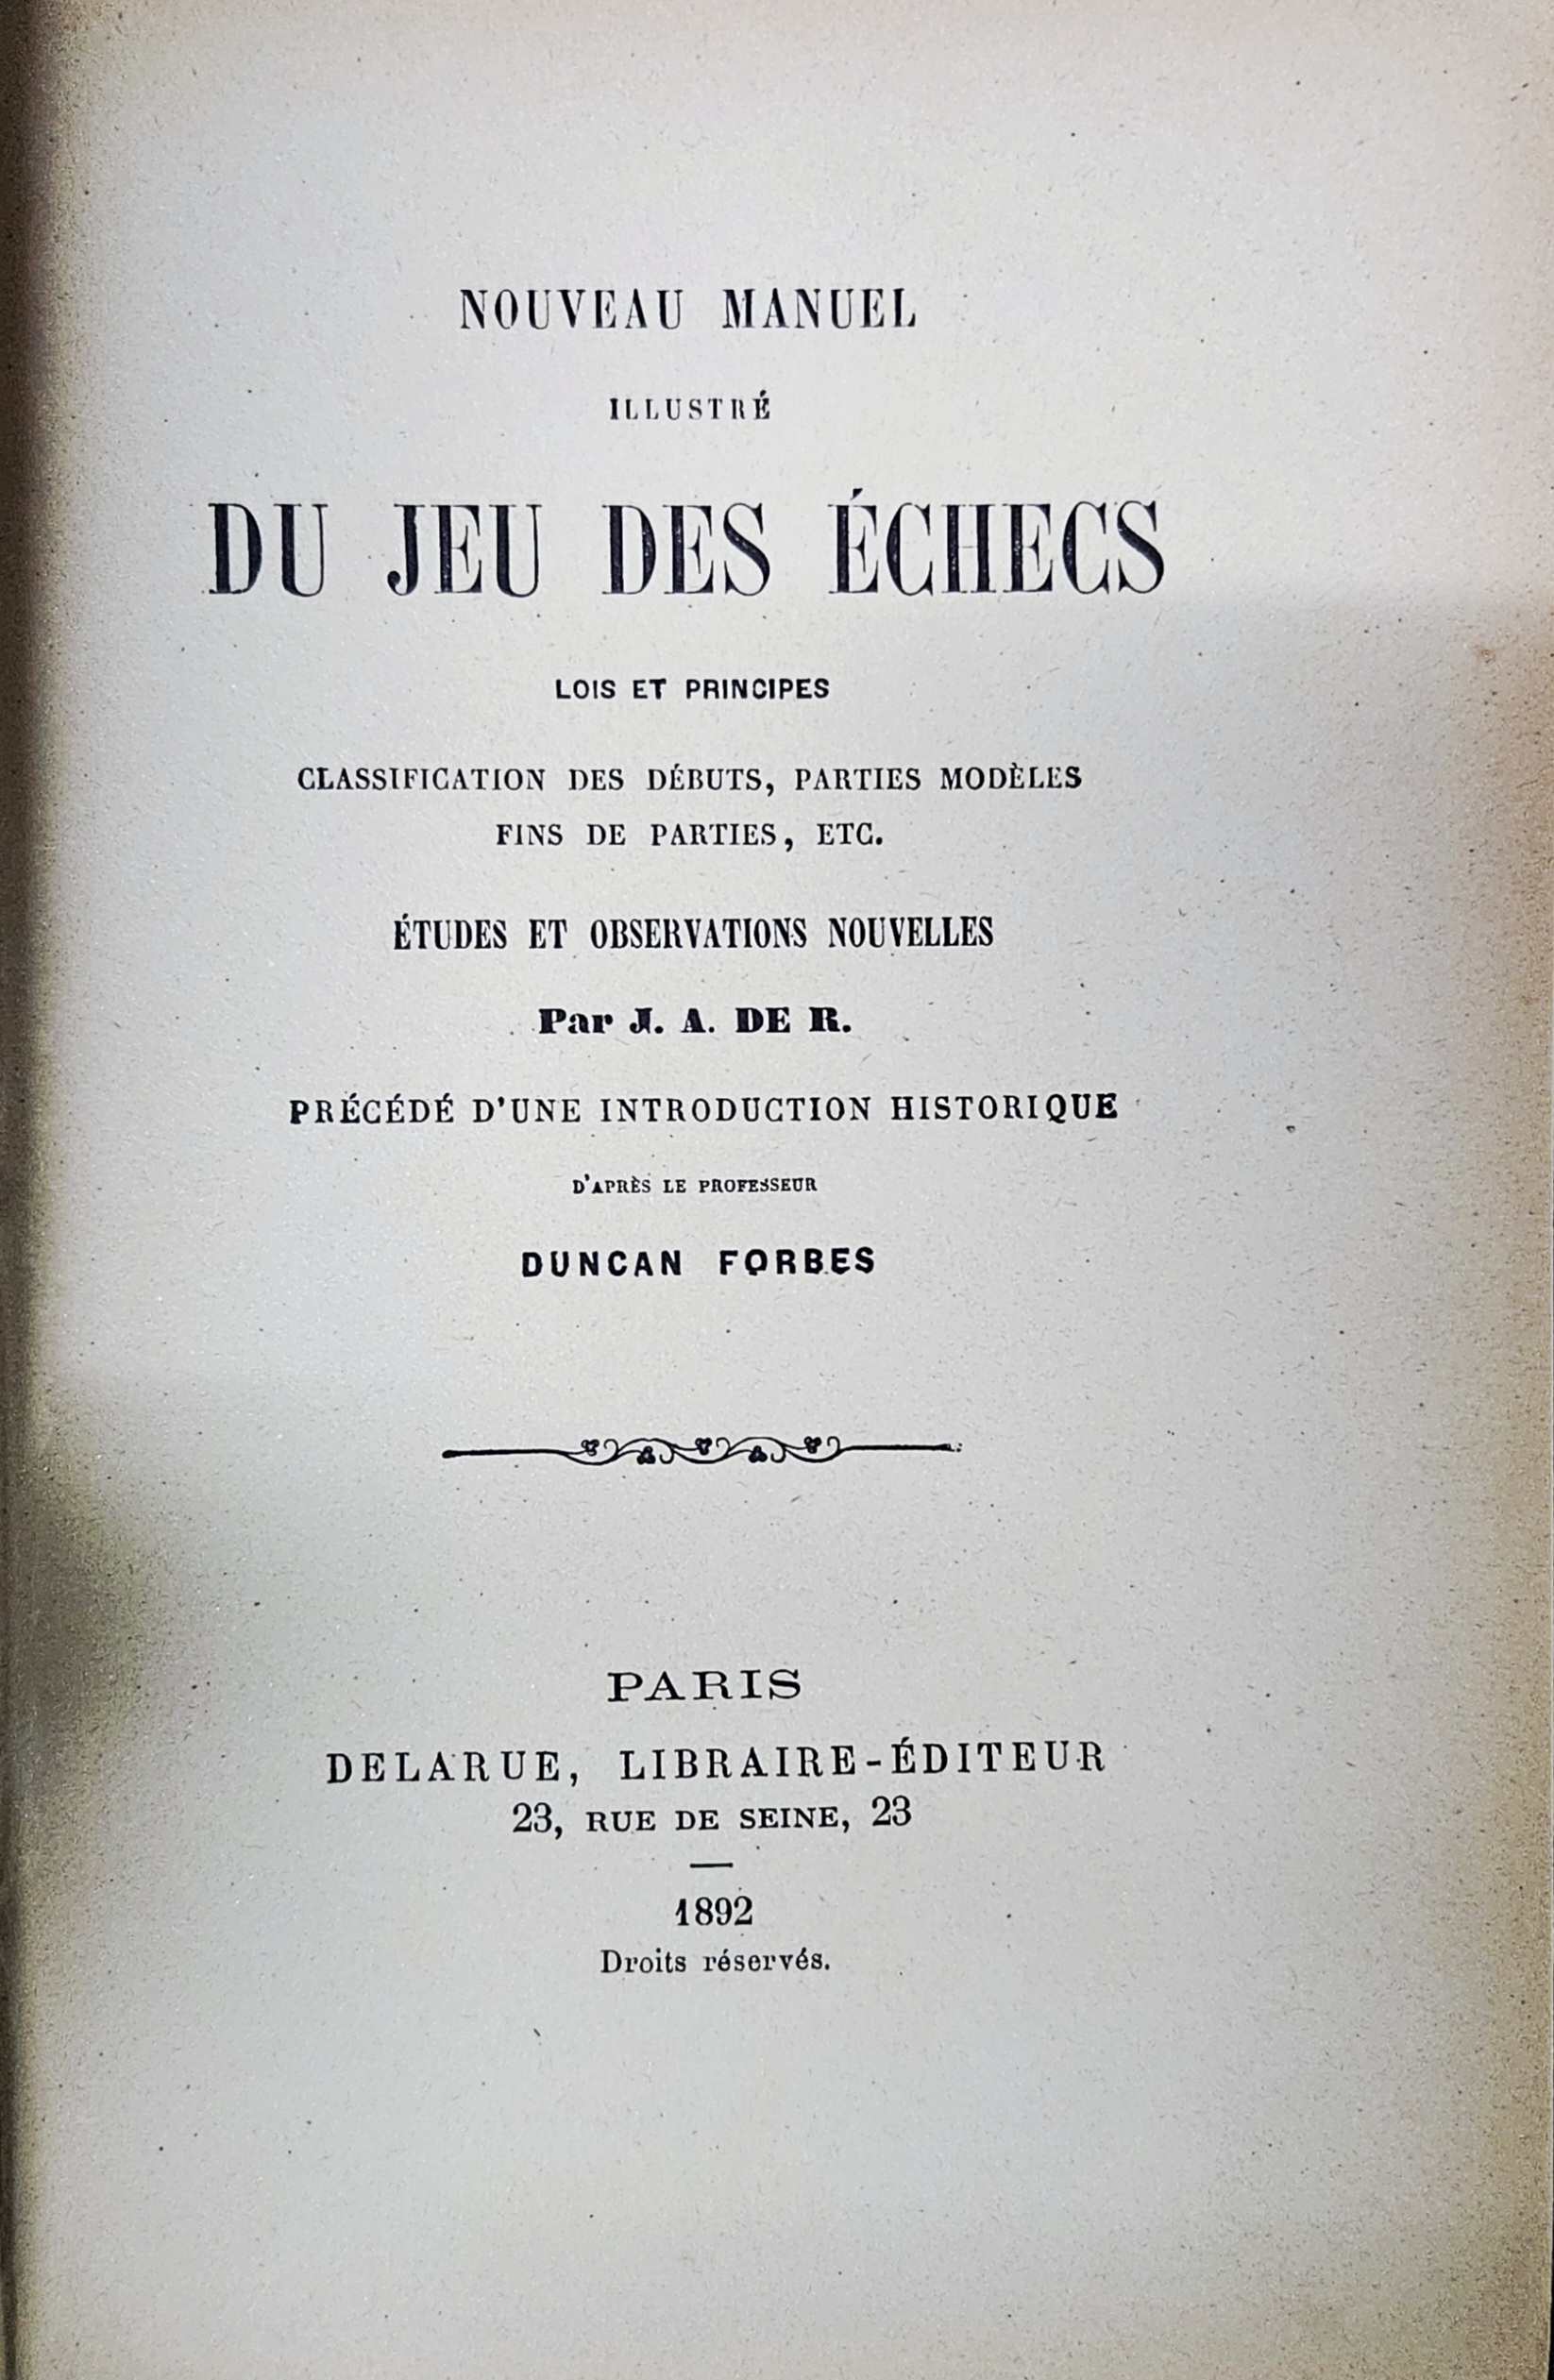 NOUVEAU MANUEL
ILLUSTRÉ
DU JEU DES ÉCHECS
LOIS ET PRINCIPES
CLASSIFICATION DES DÉBUTS, PARTIES MODÈLES
FINS DE PARTIES, ETC.
ÉTUDES ET OBSERVATIONS NOUVELLES
Par J. A. DE R.
PRÉCÉDÉ D'UNE INTRODUCTION HISTORIQUE
D'APRÈS LE PROFESSEUR
DUNCAN FORBES
PARIS
DELARUE, LIBRAIRE-ÉDITEUR
23, RUE DE SEINE, 23
1892
Droits réservés.